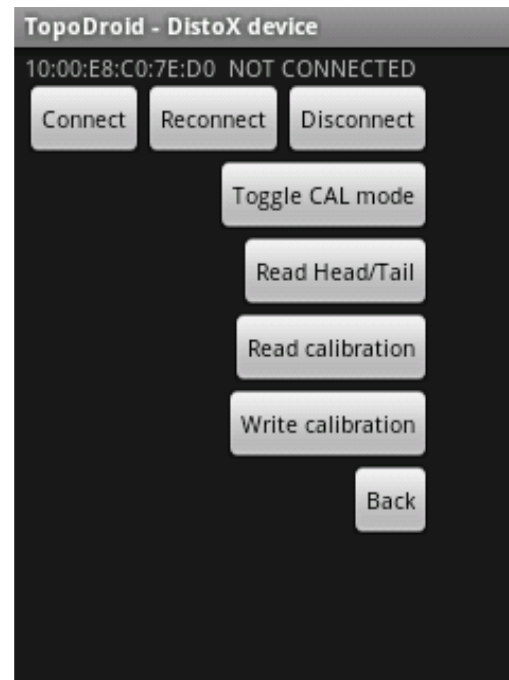 TopoDroid - DistoX device
10:00:E8:C0:7E:D0 NOT CONNECTED
Connect Reconnect Disconnect
Toggle CAL mode
Read Head/Tail
Read calibration
Write calibration
Back